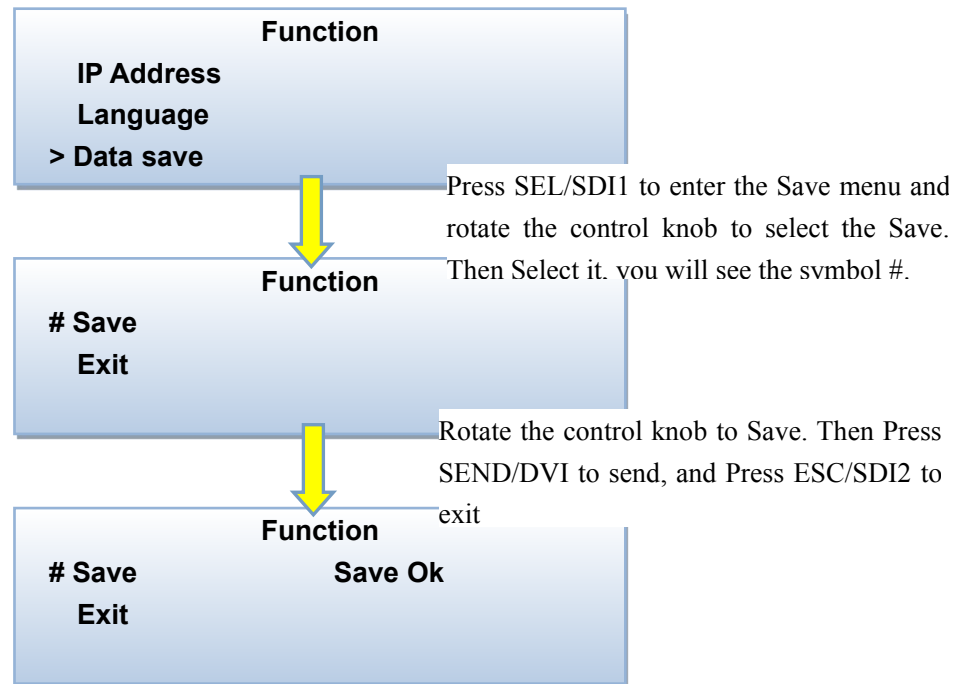 Function
IP Address
Language
> Data save
Press SEL/SDI1 to enter the Save menu and
rotate the control knob to select the Save.
Then Select it, you will see the symbol #.
Function
# Save
Exit
Rotate the control knob to Save. Then Press
SEND/DVI to send, and Press ESC/SDI2 to
exit
Function
# Save Save Ok
Exit